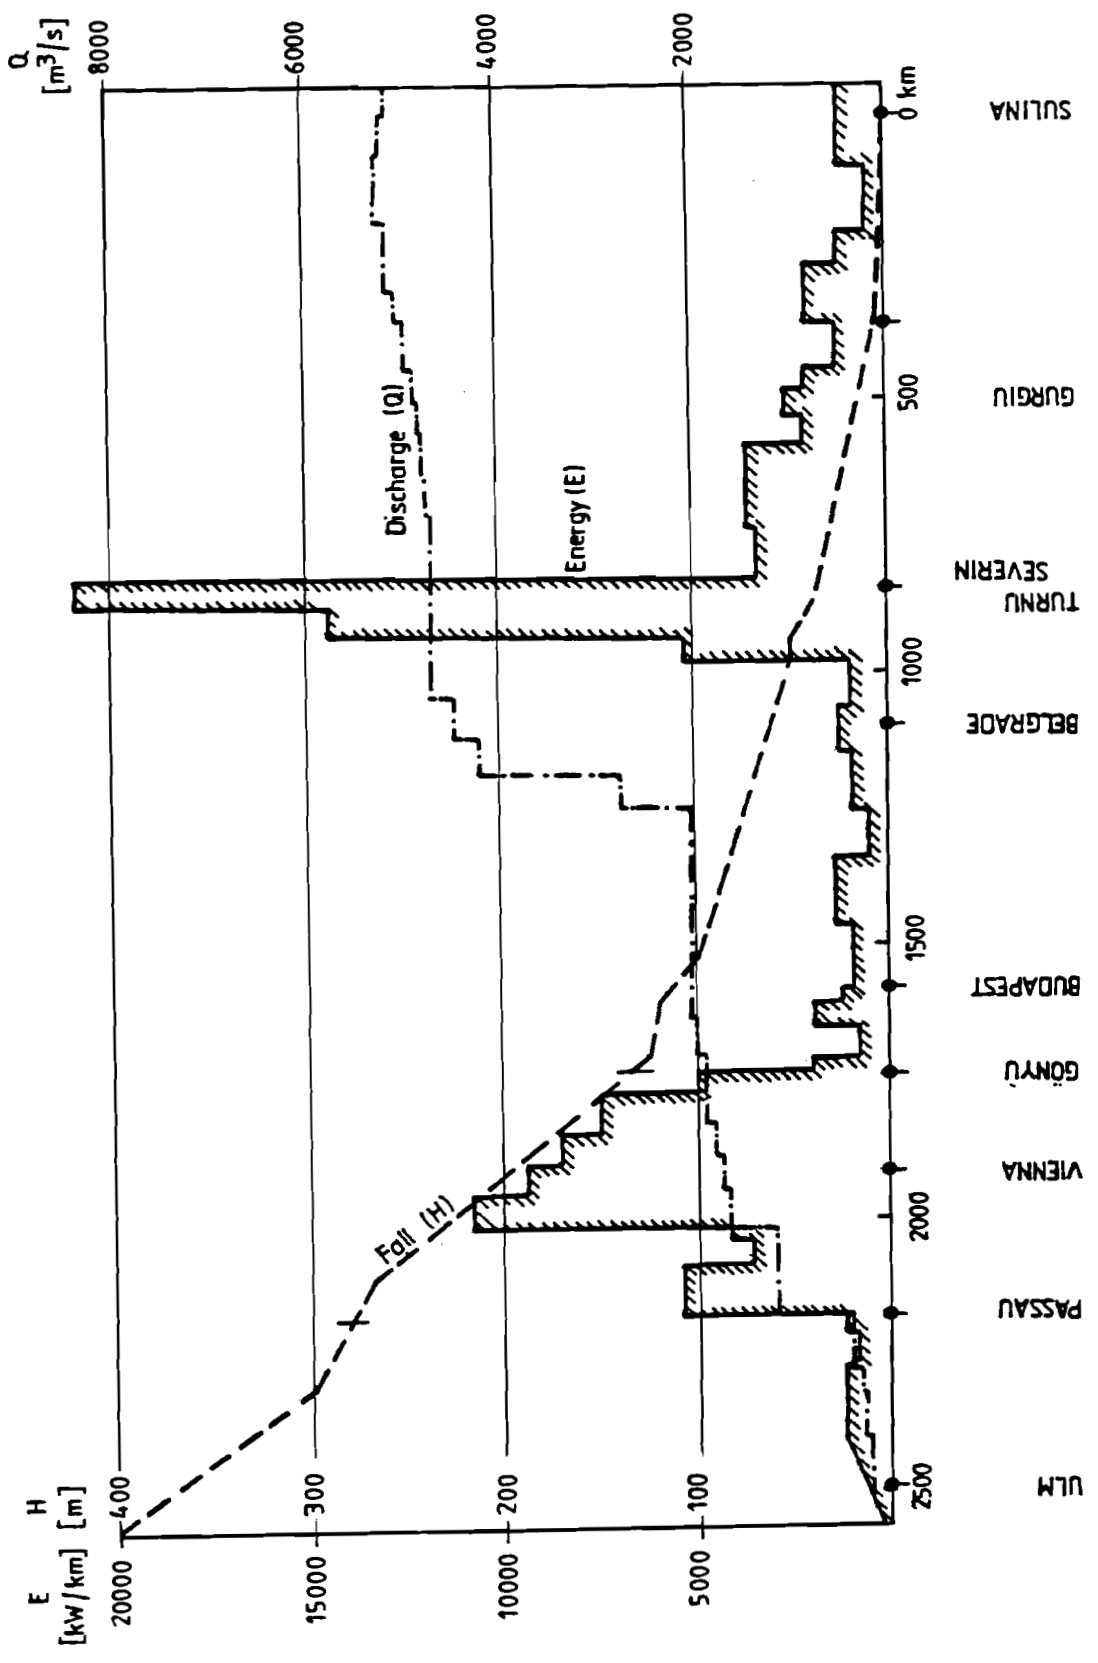 E
[kW/km]
H
[m]
20000
15000
10000
5000
400
300
200
100
Q
[m³/s]
8000
6000
4000
2000
Fall (H)
Energy (E)
Discharge (Q)
2500
2000
1500
1000
500
0 km
ULM
PASSAU
VIENNA
GÖNYÙ
BUDAPEST
BELGRADE
TURNU
SEVERIN
GURGIU
SULINA